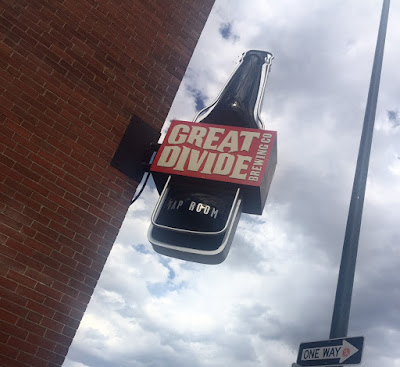 GREAT
DIVIDE
BREWING CO
TAP ROOM
ONE WAY